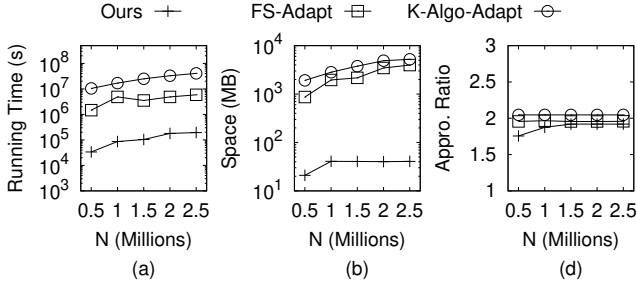 Ours FS-Adapt K-Algo-Adapt
Running Time (s)
10^8
10^7
10^6
10^5
10^4
10^3
0.5 1 1.5 2 2.5
N (Millions)
(a)
Space (MB)
10^4
10^3
10^2
10^1
0.5 1 1.5 2 2.5
N (Millions)
(b)
Appro. Ratio
3
2.5
2
1.5
1
0.5 1 1.5 2 2.5
N (Millions)
(d)